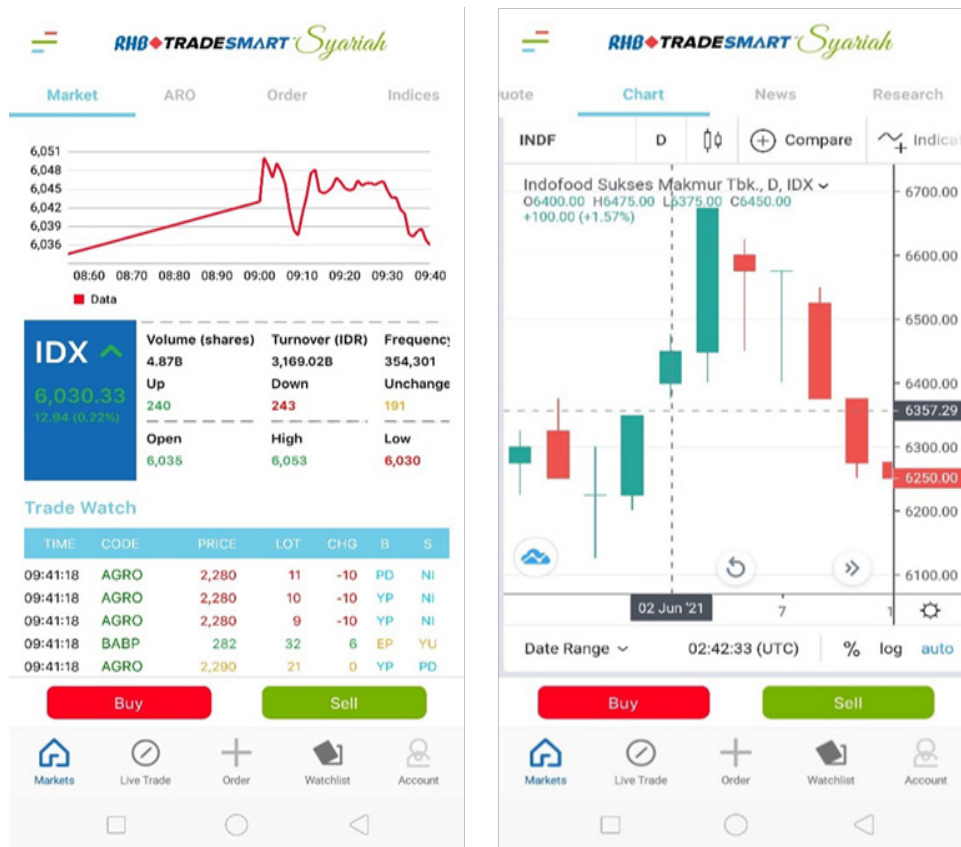 RHB TRADESMART Syariah
Market ARO Order Indices
6,051
6,048
6,045
6,042
6,039
6,036
08:60 08:70 08:80 08:90 09:00 09:10 09:20 09:30 09:40
Data
IDX
6,030.33
12.94 (0.22%)
Volume (shares) Turnover (IDR) Frequency
4.87B 3,169.02B 354,301
Up Down Unchange
240 243 191
Open High Low
6,035 6,053 6,030
Trade Watch
TIME CODE PRICE LOT CHG B S
09:41:18 AGRO 2,280 11 -10 PD NI
09:41:18 AGRO 2,280 10 -10 YP NI
09:41:18 AGRO 2,280 9 -10 YP NI
09:41:18 BABP 282 32 6 EP YU
09:41:18 AGRO 2,290 21 0 YP PD
Buy Sell
Markets Live Trade Order Watchlist Account
RHB TRADESMART Syariah
uote Chart News Research
INDF D Compare Indica
Indofood Sukses Makmur Tbk., D, IDX
O6400.00 H6475.00 L6375.00 C6450.00
+100.00 (+1.57%)
6700.00
6600.00
6500.00
6400.00
6357.29
6300.00
6250.00
6200.00
6100.00
02 Jun '21 7 1
Date Range 02:42:33 (UTC) % log auto
Buy Sell
Markets Live Trade Order Watchlist Account